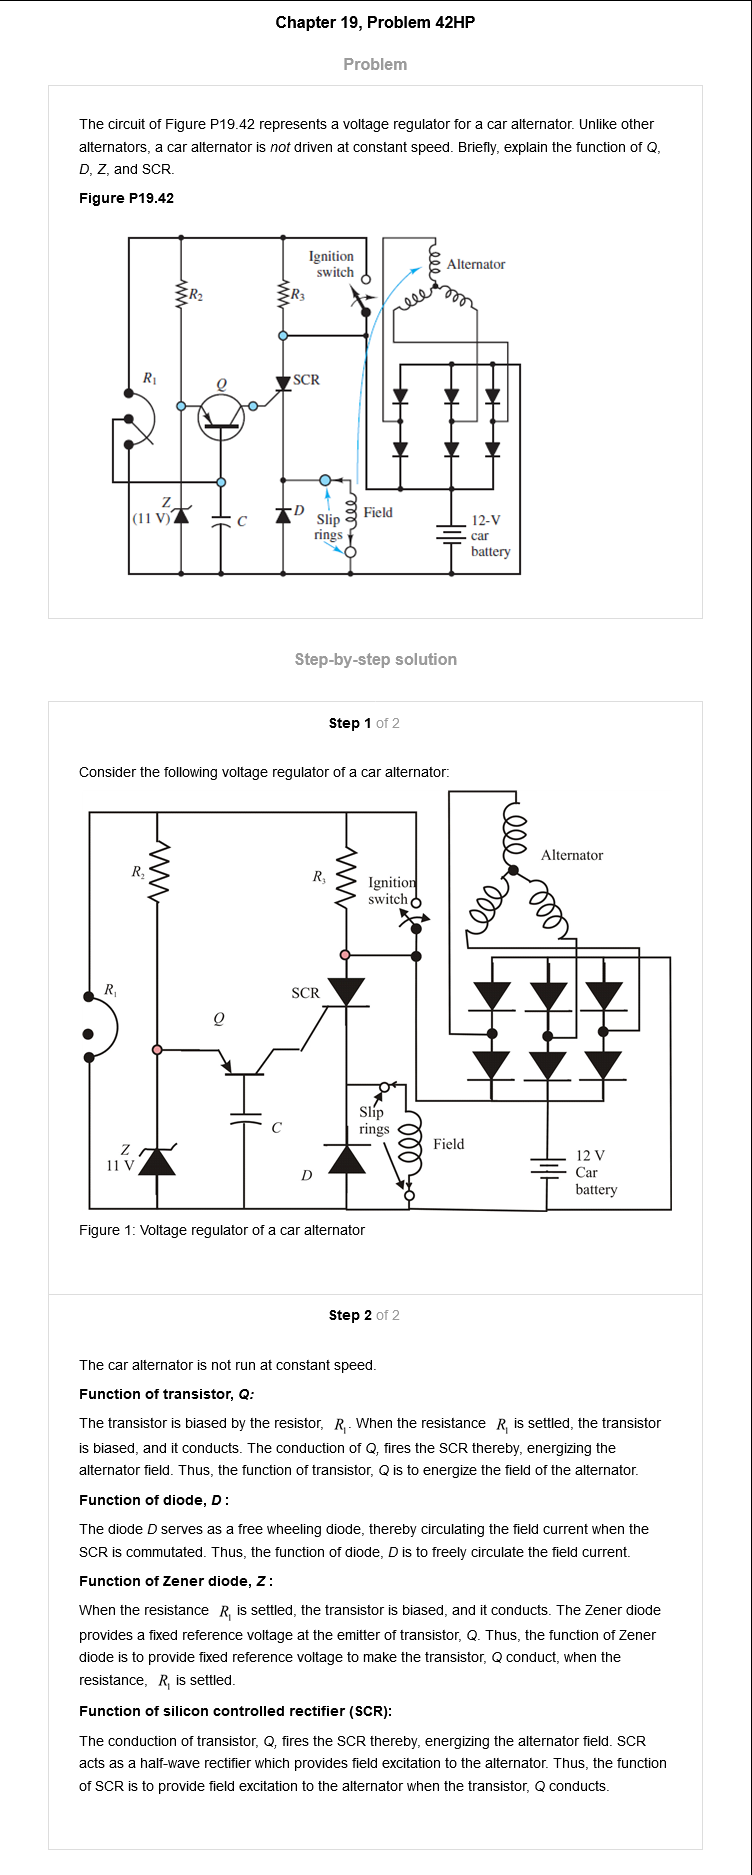 Chapter 19, Problem 42HP
Problem
The circuit of Figure P19.42 represents a voltage regulator for a car alternator. Unlike other
alternators, a car alternator is not driven at constant speed. Briefly, explain the function of Q,
D, Z, and SCR.
Figure P19.42
Ignition
switch
Alternator
R2
R3
R1
Q
SCR
Z
(11 V)
C
D
Slip
rings
Field
12-V
car
battery
Step-by-step solution
Step 1 of 2
Consider the following voltage regulator of a car alternator:
Alternator
R2
R3
Ignition
switch
R1
SCR
Q
Slip
rings
C
Z
11 V
D
Field
12 V
Car
battery
Figure 1: Voltage regulator of a car alternator
Step 2 of 2
The car alternator is not run at constant speed.
Function of transistor, Q:
The transistor is biased by the resistor, R1. When the resistance R1 is settled, the transistor
is biased, and it conducts. The conduction of Q, fires the SCR thereby, energizing the
alternator field. Thus, the function of transistor, Q is to energize the field of the alternator.
Function of diode, D :
The diode D serves as a free wheeling diode, thereby circulating the field current when the
SCR is commutated. Thus, the function of diode, D is to freely circulate the field current.
Function of Zener diode, Z :
When the resistance R1 is settled, the transistor is biased, and it conducts. The Zener diode
provides a fixed reference voltage at the emitter of transistor, Q. Thus, the function of Zener
diode is to provide fixed reference voltage to make the transistor, Q conduct, when the
resistance, R1 is settled.
Function of silicon controlled rectifier (SCR):
The conduction of transistor, Q, fires the SCR thereby, energizing the alternator field. SCR
acts as a half-wave rectifier which provides field excitation to the alternator. Thus, the function
of SCR is to provide field excitation to the alternator when the transistor, Q conducts.